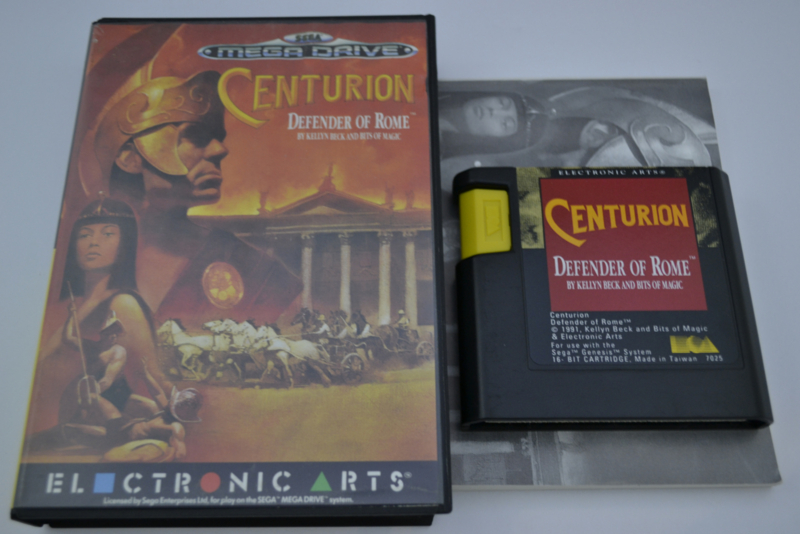 SEGA
MEGA DRIVE
CENTURION
DEFENDER OF ROME™
BY KELLYN BECK AND BITS OF MAGIC
ELECTRONIC ARTS®
Licensed by Sega Enterprises Ltd. for play on the SEGA™ MEGA DRIVE™ system.
ELECTRONIC ARTS®
CENTURION
DEFENDER OF ROME™
BY KELLYN BECK AND BITS OF MAGIC
Centurion
Defender of Rome™
© 1991, Kellyn Beck and Bits of Magic
& Electronic Arts
For use with the
Sega™ Genesis™ System
16- BIT CARTRIDGE. Made in Taiwan 7025